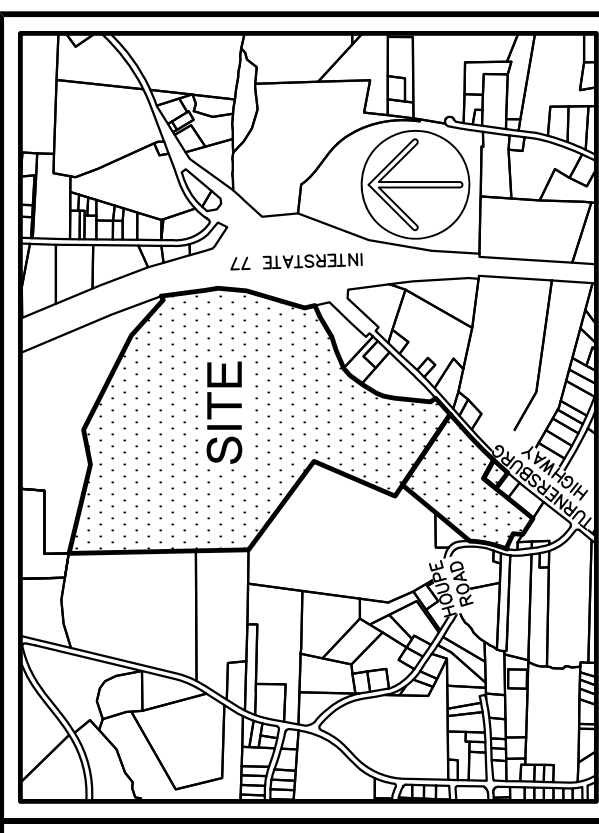 INTERSTATE 77
SITE
TURNERSBURG
HIGHWAY
HOUPE
ROAD